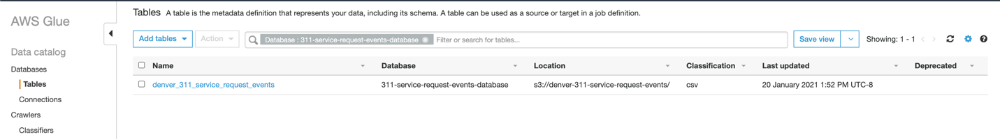 AWS Glue
Data catalog
Databases
Tables
Connections
Crawlers
Classifiers
Tables A table is the metadata definition that represents your data, including its schema. A table can be used as a source or target in a job definition.
Add tables Action Database : 311-service-request-events-database Filter or search for tables... Save view Showing: 1 - 1
Name Database Location Classification Last updated Deprecated
denver_311_service_request_events 311-service-request-events-database s3://denver-311-service-request-events/ csv 20 January 2021 1:52 PM UTC-8